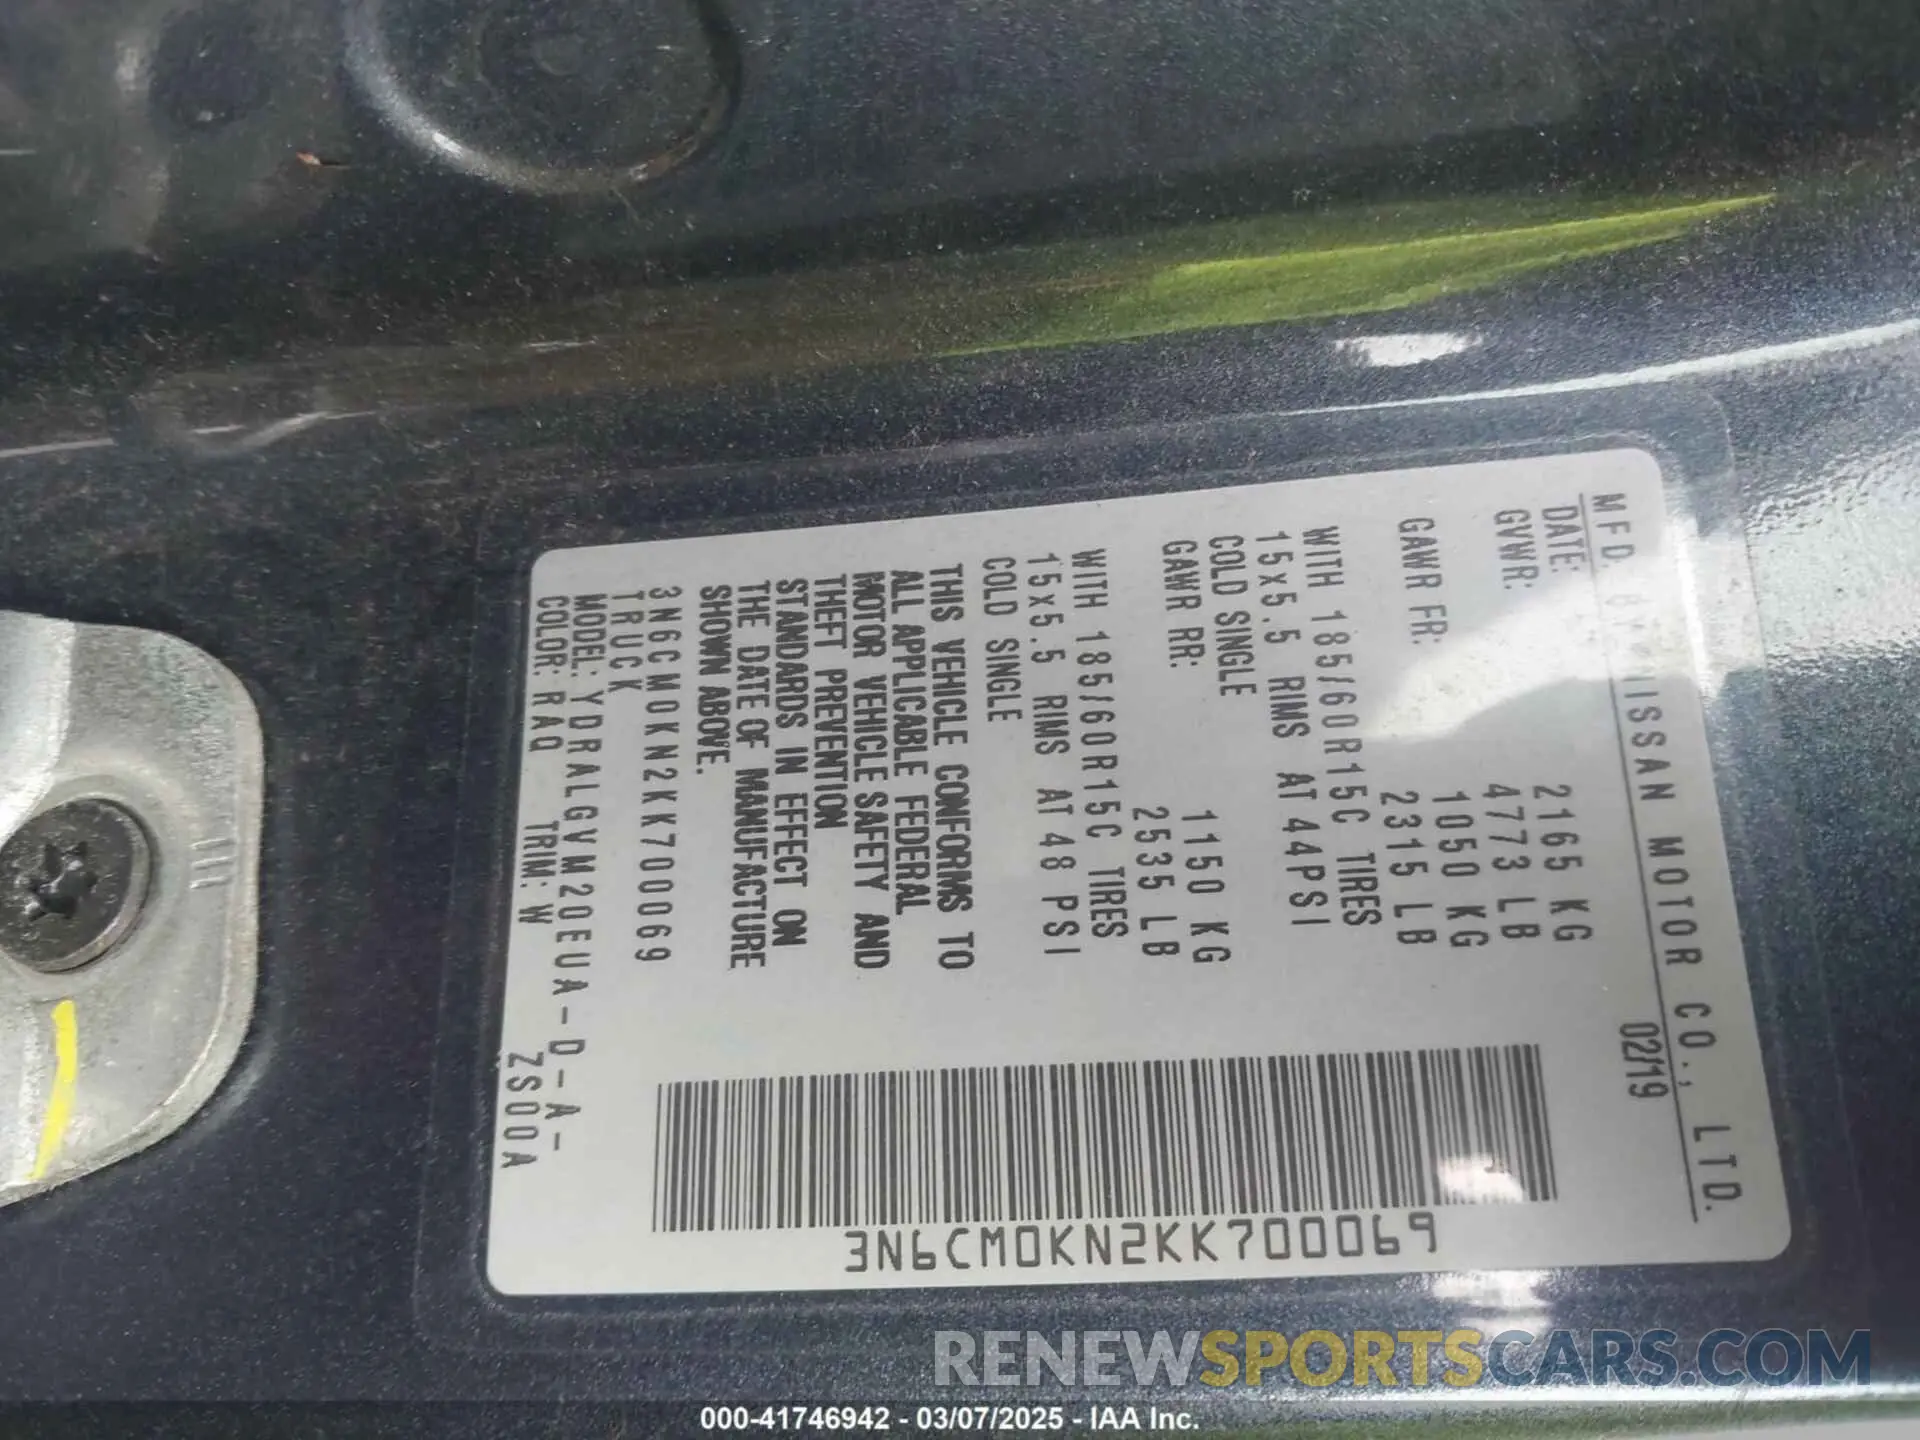 MFD. BY NISSAN MOTOR CO., LTD.
DATE: 02/19
GVWR: 2165 KG
4773 LB
GAWR FR: 1050 KG
2315 LB
WITH 185/60R15C TIRES
15x5.5 RIMS AT 44PSI
COLD SINGLE
GAWR RR: 1150 KG
2535 LB
WITH 185/60R15C TIRES
15x5.5 RIMS AT 48 PSI
COLD SINGLE
THIS VEHICLE CONFORMS TO
ALL APPLICABLE FEDERAL
MOTOR VEHICLE SAFETY AND
THEFT PREVENTION
STANDARDS IN EFFECT ON
THE DATE OF MANUFACTURE
SHOWN ABOVE.
3N6CM0KN2KK700069
TRUCK
MODEL: YDRALGVM20EUA-D-A-
COLOR: RAQ TRIM: W ZS00A
3N6CM0KN2KK700069
RENEWSPORTSCARS.COM
000-41746942 - 03/07/2025 - IAA Inc.